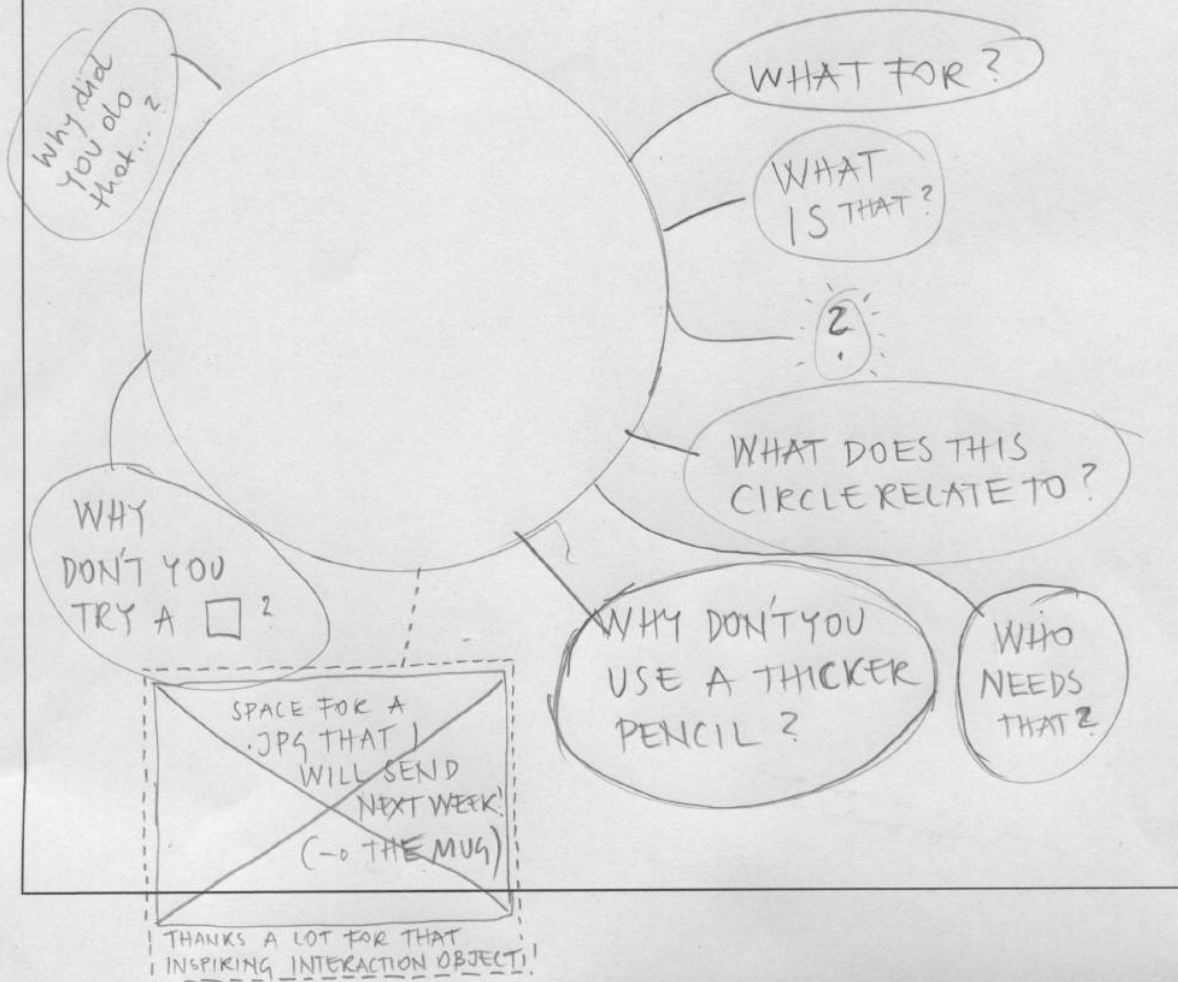 Why did
you do
that....?
WHAT FOR?
WHAT
IS THAT?
?
WHAT DOES THIS
CIRCLE RELATE TO?
WHY
DON'T YOU
TRY A □ ?
WHY DON'T YOU
USE A THICKER
PENCIL?
WHO
NEEDS
THAT?
SPACE FOR A
.JPG THAT I
WILL SEND
NEXT WEEK!
(→ THE MUG)
THANKS A LOT FOR THAT
INSPIRING INTERACTION OBJECT!!